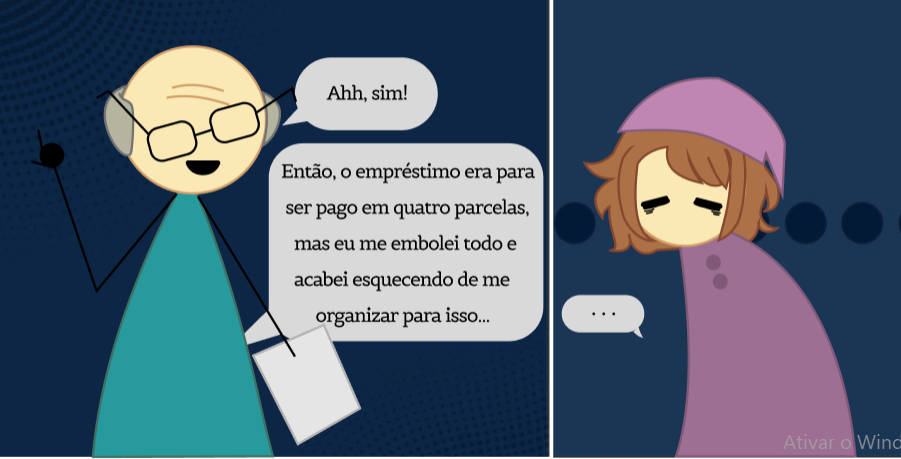 Ahh, sim!
Então, o empréstimo era para
ser pago em quatro parcelas,
mas eu me embolei todo e
acabei esquecendo de me
organizar para isso...
...
Ativar o Wind